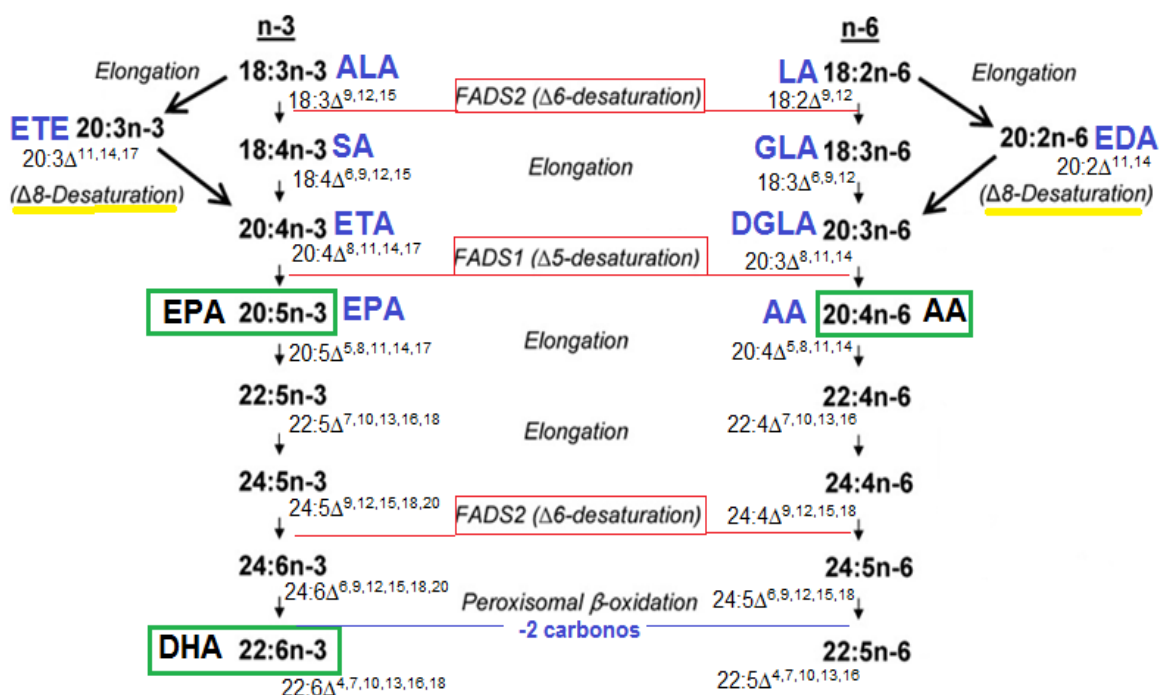 n-3 n-6
Elongation 18:3n-3 ALA LA 18:2n-6 Elongation
18:3Δ9,12,15 FADS2 (Δ6-desaturation) 18:2Δ9,12
ETE 20:3n-3 20:2n-6 EDA
20:3Δ11,14,17 18:4n-3 SA Elongation GLA 18:3n-6 20:2Δ11,14
(Δ8-Desaturation) 18:4Δ6,9,12,15 18:3Δ6,9,12 (Δ8-Desaturation)
20:4n-3 ETA DGLA 20:3n-6
20:4Δ8,11,14,17 FADS1 (Δ5-desaturation) 20:3Δ8,11,14
EPA 20:5n-3 EPA AA 20:4n-6 AA
20:5Δ5,8,11,14,17 Elongation 20:4Δ5,8,11,14
22:5n-3 22:4n-6
22:5Δ7,10,13,16,18 Elongation 22:4Δ7,10,13,16
24:5n-3 24:4n-6
24:5Δ9,12,15,18,20 FADS2 (Δ6-desaturation) 24:4Δ9,12,15,18
24:6n-3 24:5n-6
24:6Δ6,9,12,15,18,20 Peroxisomal β-oxidation 24:5Δ6,9,12,15,18
-2 carbonos
DHA 22:6n-3 22:5n-6
22:6Δ4,7,10,13,16,18 22:5Δ4,7,10,13,16